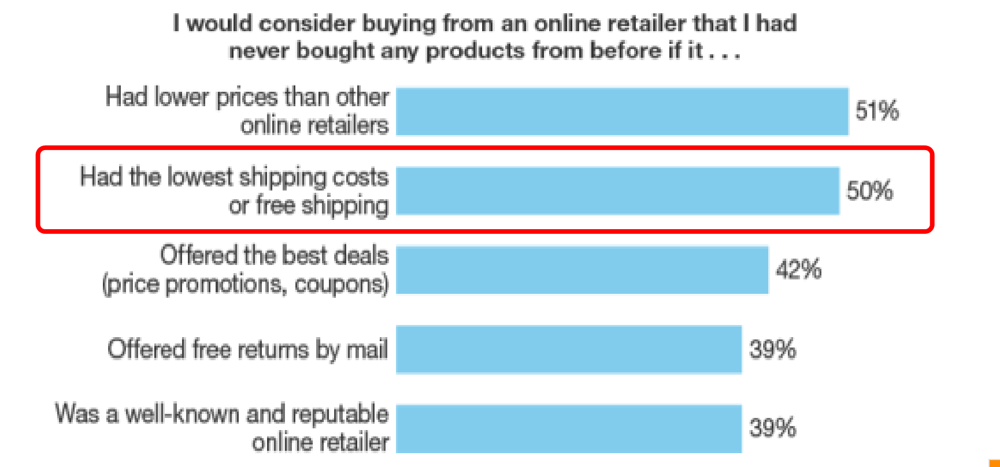 I would consider buying from an online retailer that I had
never bought any products from before if it . . .
Had lower prices than other
online retailers
51%
Had the lowest shipping costs
or free shipping
50%
Offered the best deals
(price promotions, coupons)
42%
Offered free returns by mail
39%
Was a well-known and reputable
online retailer
39%